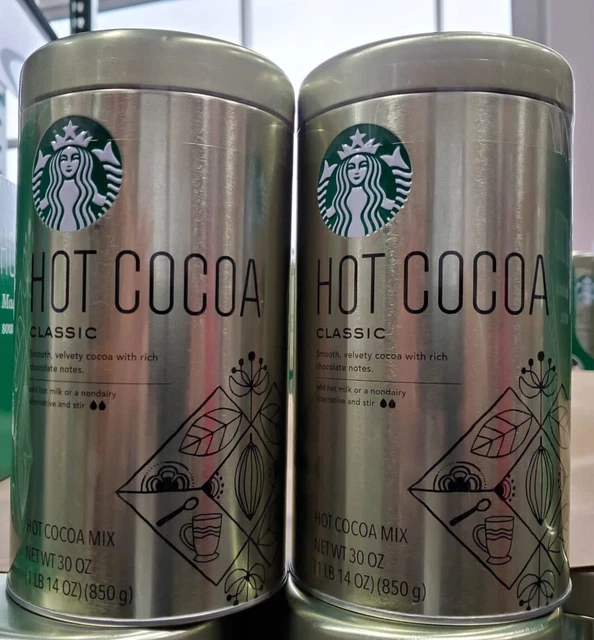 HOT COCOA
CLASSIC
Smooth, velvety cocoa with rich
chocolate notes.
add hot milk or a nondairy
alternative and stir
HOT COCOA MIX
NET WT 30 OZ
(1 LB 14 OZ) (850 g)
HOT COCOA
CLASSIC
Smooth, velvety cocoa with rich
chocolate notes.
add hot milk or a nondairy
alternative and stir
HOT COCOA MIX
NET WT 30 OZ
(1 LB 14 OZ) (850 g)